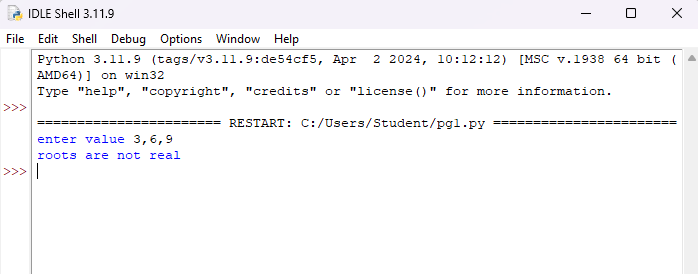 IDLE Shell 3.11.9
File Edit Shell Debug Options Window Help
Python 3.11.9 (tags/v3.11.9:de54cf5, Apr  2 2024, 10:12:12) [MSC v.1938 64 bit (
AMD64)] on win32
Type "help", "copyright", "credits" or "license()" for more information.
>>>
======================= RESTART: C:/Users/Student/pg1.py =======================
enter value 3,6,9
roots are not real
>>>